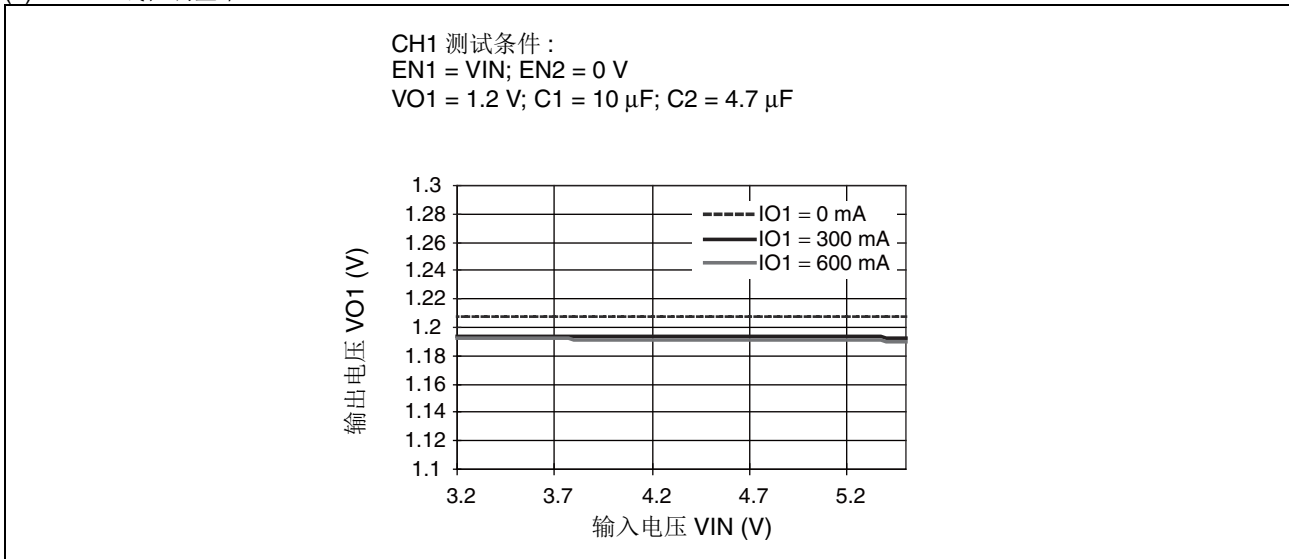 CH1 测试条件 :
EN1 = VIN; EN2 = 0 V
VO1 = 1.2 V; C1 = 10 μF; C2 = 4.7 μF
IO1 = 0 mA
IO1 = 300 mA
IO1 = 600 mA
输出电压 VO1 (V)
1.3
1.28
1.26
1.24
1.22
1.2
1.18
1.16
1.14
1.12
1.1
3.2 3.7 4.2 4.7 5.2
输入电压 VIN (V)